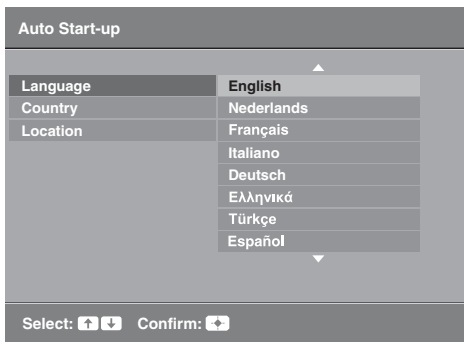 Auto Start-up
Language
Country
Location
English
Nederlands
Français
Italiano
Deutsch
Ελληνικά
Türkçe
Español
Select: Confirm: